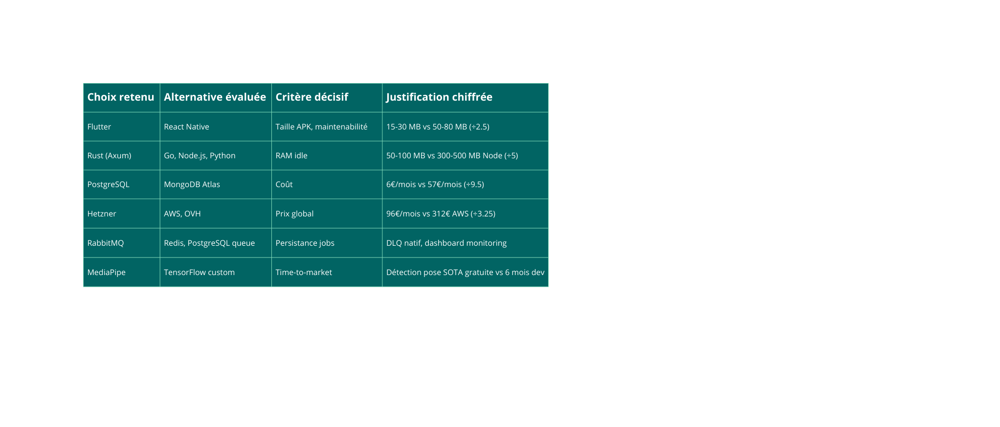 Choix retenu Alternative évaluée Critère décisif Justification chiffrée
Flutter React Native Taille APK, maintenabilité 15-30 MB vs 50-80 MB (÷2.5)
Rust (Axum) Go, Node.js, Python RAM idle 50-100 MB vs 300-500 MB Node (÷5)
PostgreSQL MongoDB Atlas Coût 6€/mois vs 57€/mois (÷9.5)
Hetzner AWS, OVH Prix global 96€/mois vs 312€ AWS (÷3.25)
RabbitMQ Redis, PostgreSQL queue Persistance jobs DLQ natif, dashboard monitoring
MediaPipe TensorFlow custom Time-to-market Détection pose SOTA gratuite vs 6 mois dev